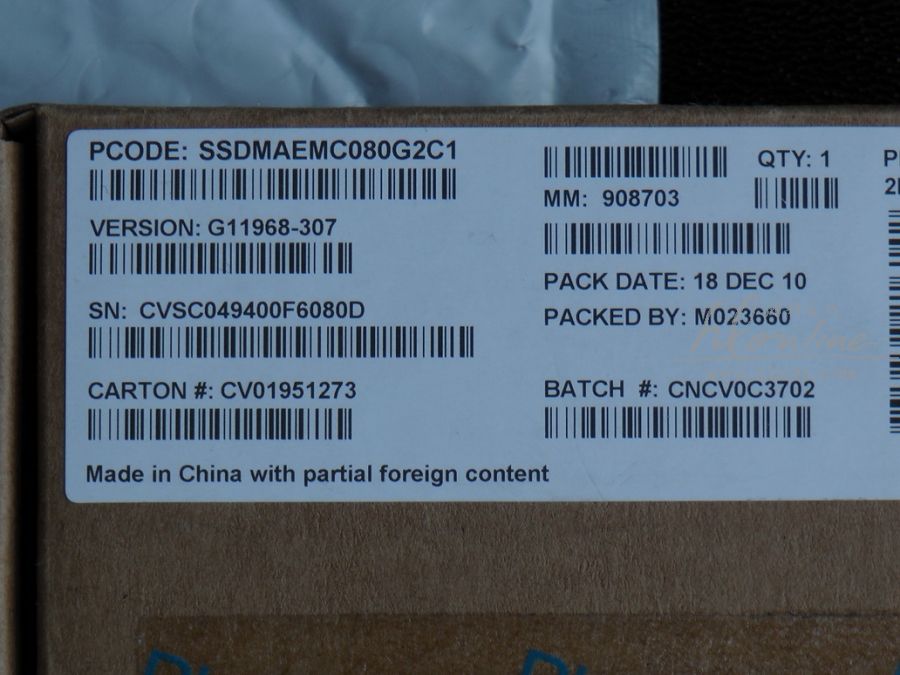 PCODE: SSDMAEMC080G2C1
VERSION: G11968-307
SN: CVSC049400F6080D
CARTON #: CV01951273
Made in China with partial foreign content
QTY: 1
MM: 908703
PACK DATE: 18 DEC 10
PACKED BY: M023660
BATCH #: CNCV0C3702